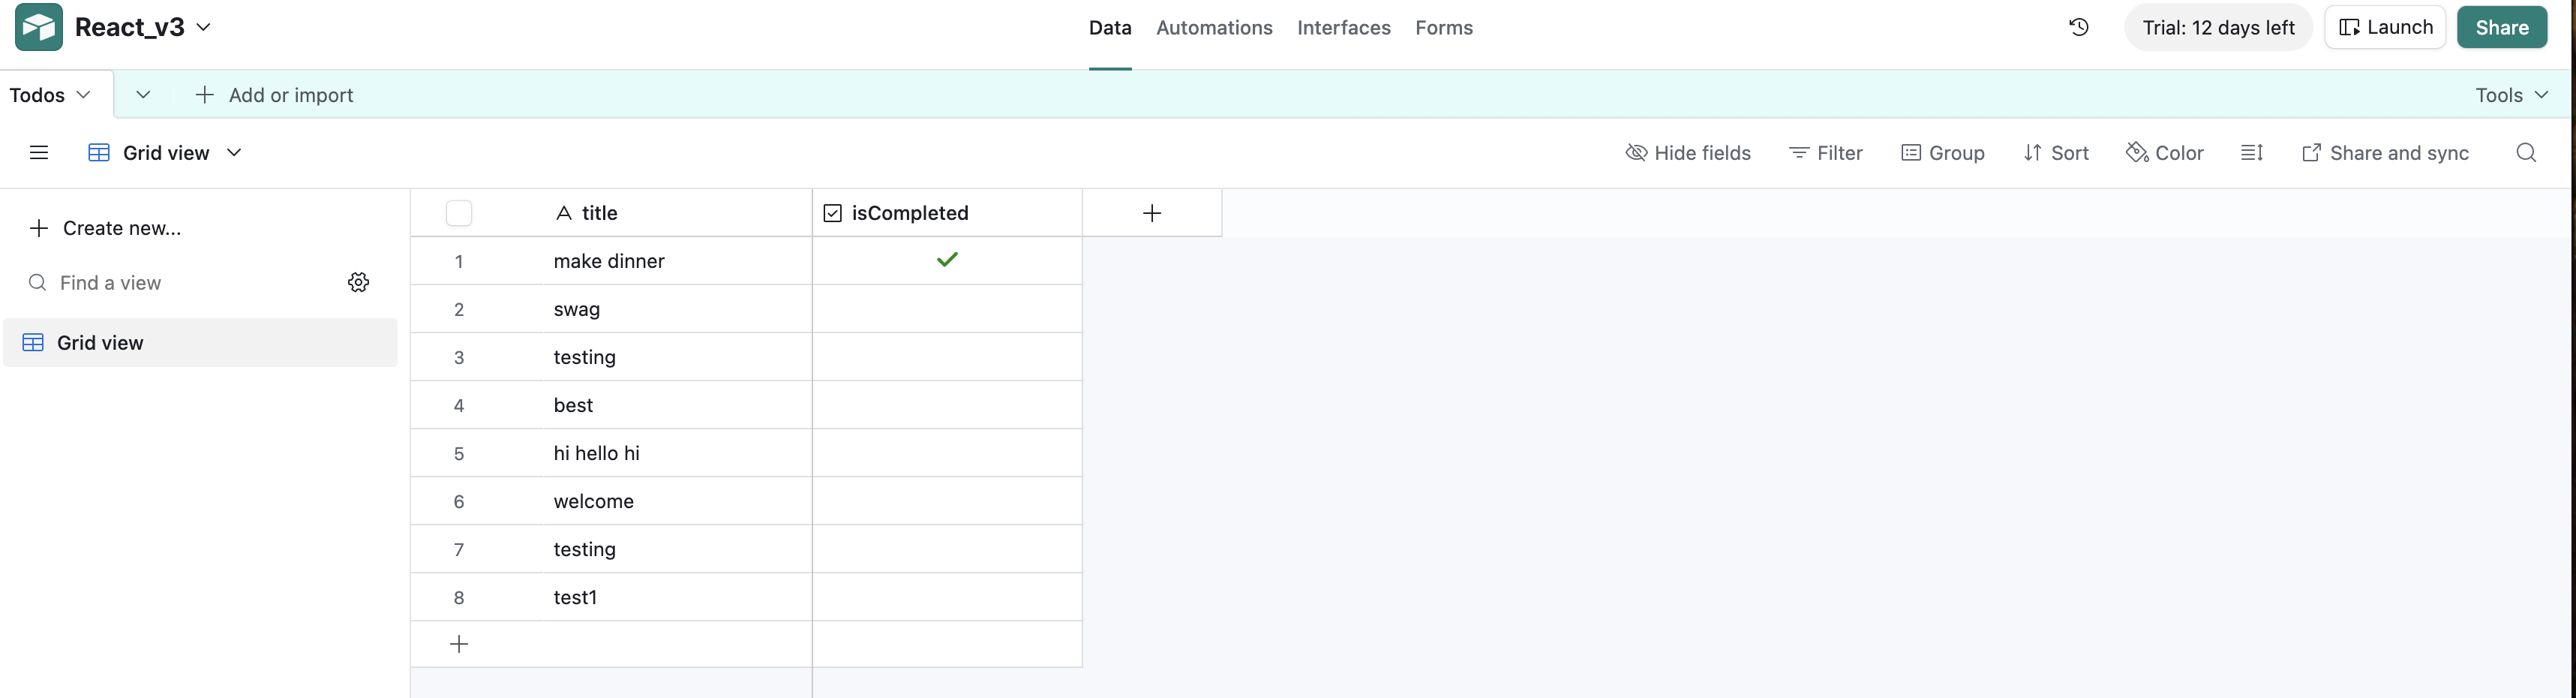 React_v3
Data Automations Interfaces Forms
Trial: 12 days left Launch Share
Todos Add or import Tools
Grid view Hide fields Filter Group Sort Color Share and sync
Create new...
Find a view
Grid view
title isCompleted
1 make dinner
2 swag
3 testing
4 best
5 hi hello hi
6 welcome
7 testing
8 test1